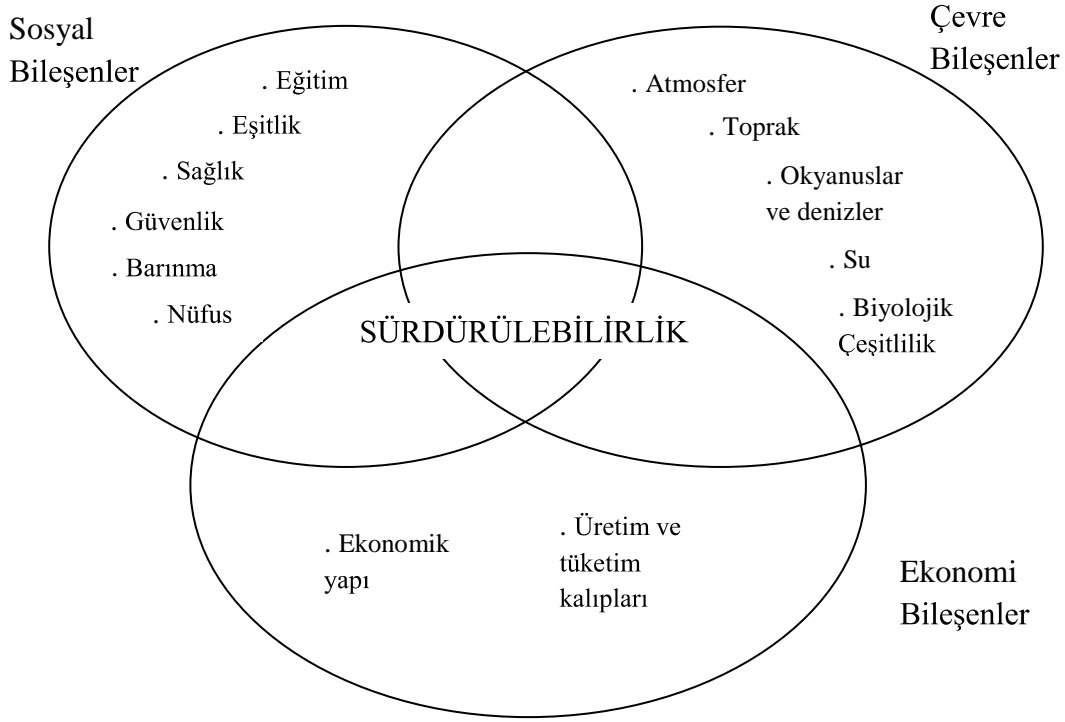 Sosyal
Bileşenler
. Eğitim
. Eşitlik
. Sağlık
. Güvenlik
. Barınma
. Nüfus
Çevre
Bileşenler
. Atmosfer
. Toprak
. Okyanuslar
ve denizler
. Su
. Biyolojik
Çeşitlilik
SÜRDÜRÜLEBİLİRLİK
. Ekonomik
yapı
. Üretim ve
tüketim
kalıpları
Ekonomi
Bileşenler